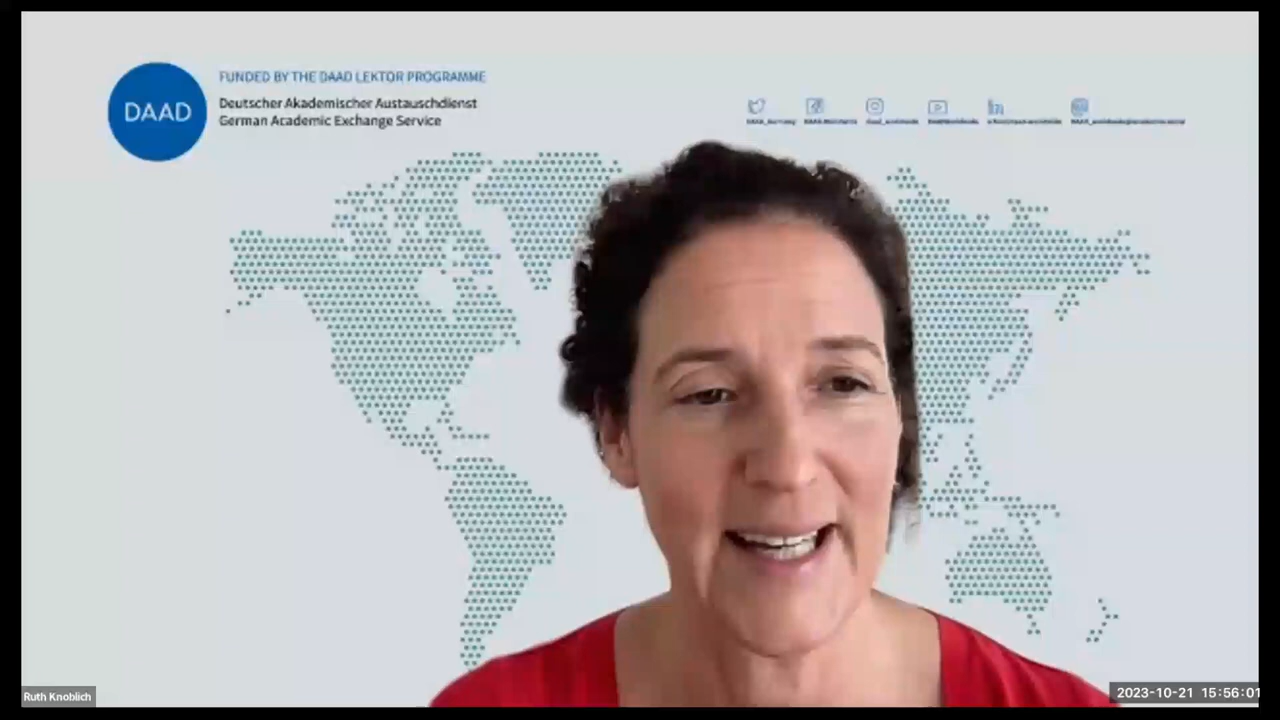 DAAD
FUNDED BY THE DAAD LEKTOR PROGRAMME
Deutscher Akademischer Austauschdienst
German Academic Exchange Service
Ruth Knoblich
2023-10-21 15:56:01